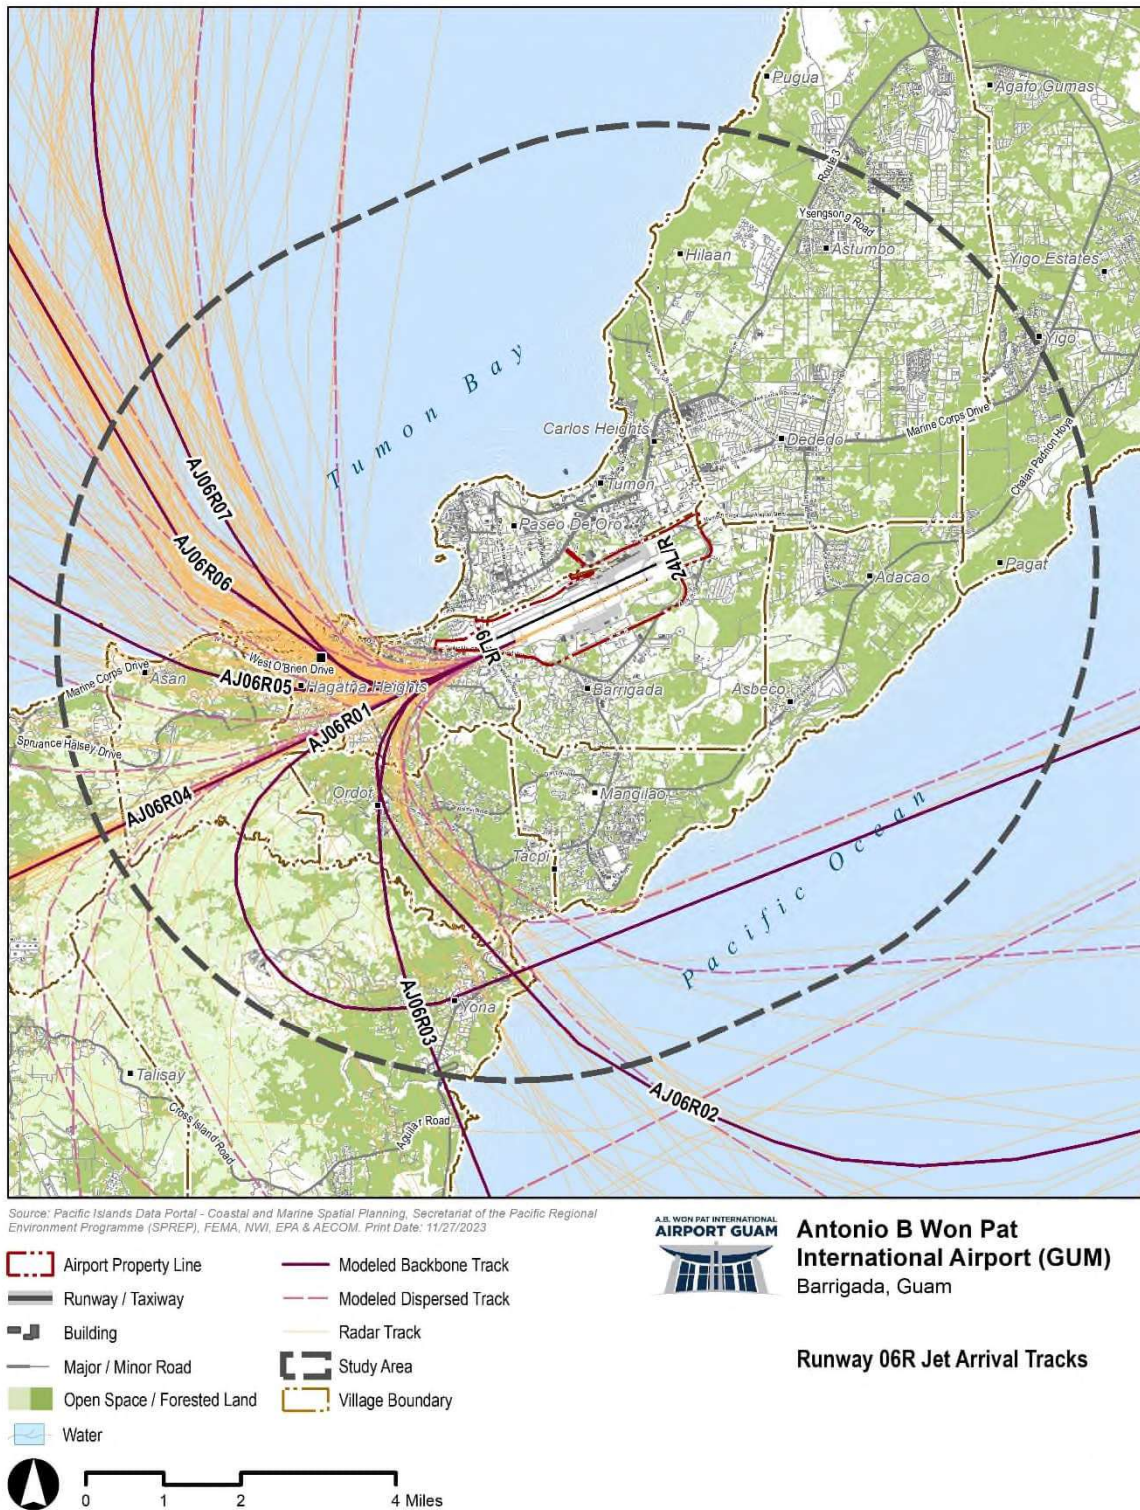 Pugua
Agafo Gumas
Route 3
Ysengsong Road
Astumbo
Hilaan
Yigo Estates
Yigo
Tumon Bay
Marine Corps Drive
Carlos Heights
Dededo
Chalan Padrion Hoya
Tumon
Paseo De Oro
AJ06R07
AJ06R06
24L/R
Adacao
Pagat
6L/R
West O'Brien Drive
Marine Corps Drive
Asan
AJ06R05
Hagatna Heights
Barrigada
Asbeco
AJ06R01
Spruance Halsey Drive
AJ06R04
Ordot
Mangilao
Tacpi
Pacific Ocean
AJ06R03
Yona
Talisay
AJ06R02
Cross Island Road
Aguilar Road
Source: Pacific Islands Data Portal - Coastal and Marine Spatial Planning, Secretariat of the Pacific Regional
Environment Programme (SPREP), FEMA, NWI, EPA & AECOM. Print Date: 11/27/2023
Airport Property Line
Runway / Taxiway
Building
Major / Minor Road
Open Space / Forested Land
Water
Modeled Backbone Track
Modeled Dispersed Track
Radar Track
Study Area
Village Boundary
0 1 2 4 Miles
A.B. WON PAT INTERNATIONAL
AIRPORT GUAM
Antonio B Won Pat
International Airport (GUM)
Barrigada, Guam
Runway 06R Jet Arrival Tracks